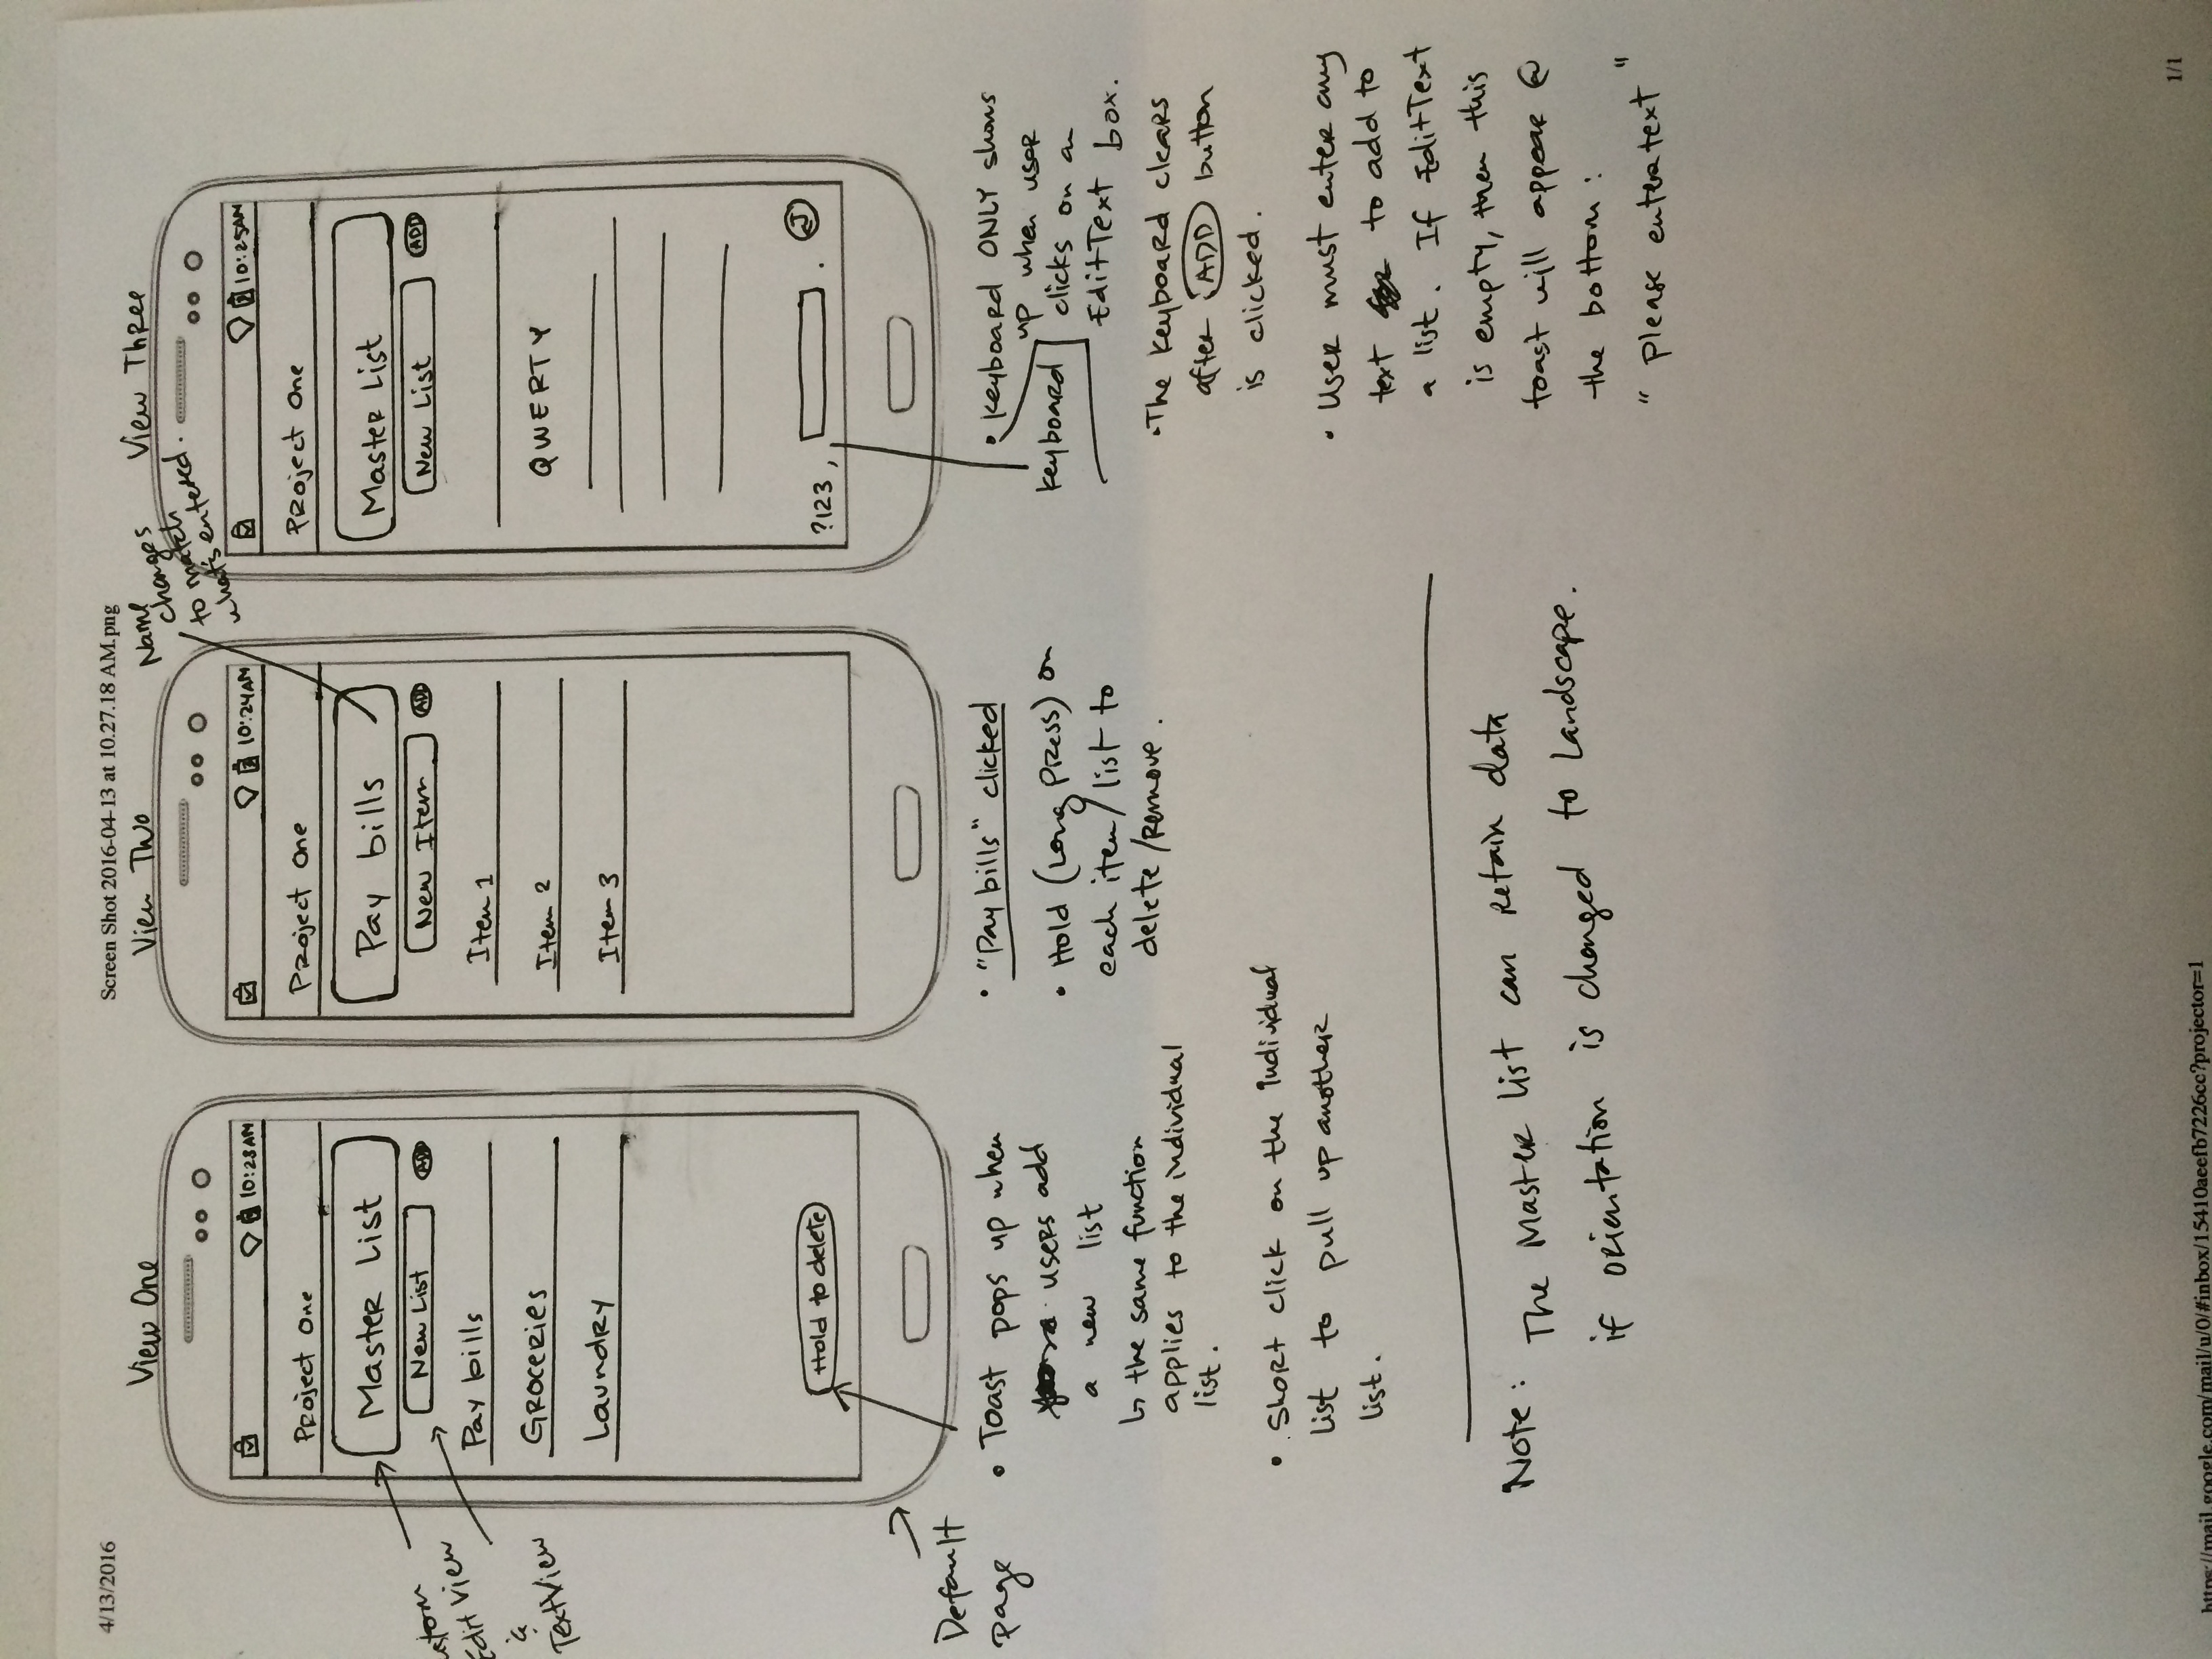 4/13/2016
Screen Shot 2016-04-13 at 10.27.18 AM.png
View One
10:23AM
Project One
Master List
New List
ADD
Pay bills
Groceries
Laundry
Hold to delete
Edit View
&
TextView
Default
page
• Toast pops up when
users add
a new list
↳ the same function
applies to the individual
list.
• Short click on the individual
list to pull up another
list.
View Two
10:24AM
Project One
Pay bills
New Item
ADD
Item 1
Item 2
Item 3
Name
changes
to match
what's entered.
• "Pay bills" clicked
• Hold (Long Press) on
each item/list to
delete/remove.
View Three
10:25AM
Project One
Master List
New List
ADD
QWERTY
?123 , .
keyboard
• Keyboard ONLY shows
up when user
clicks on an
EditText box.
• The keyboard clears
after ADD button
is clicked.
• User must enter any
text to add to
a list. If EditText
is empty, then this
toast will appear @
the bottom:
" Please enter text "
Note: The Master List can retain data
if orientation is changed to Landscape.
1/1
https://mail.google.com/mail/u/0/#inbox/15410aeefb7226cc?projector=1